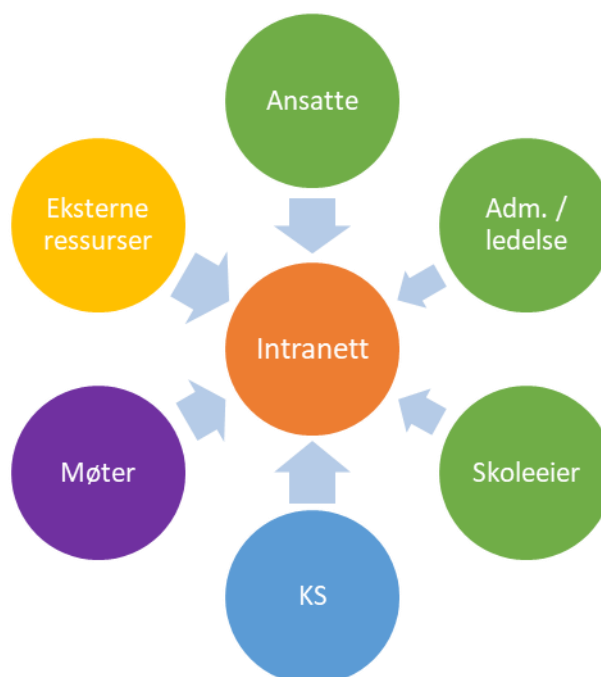 Ansatte
Eksterne
ressurser
Adm. /
ledelse
Intranett
Møter
Skoleeier
KS